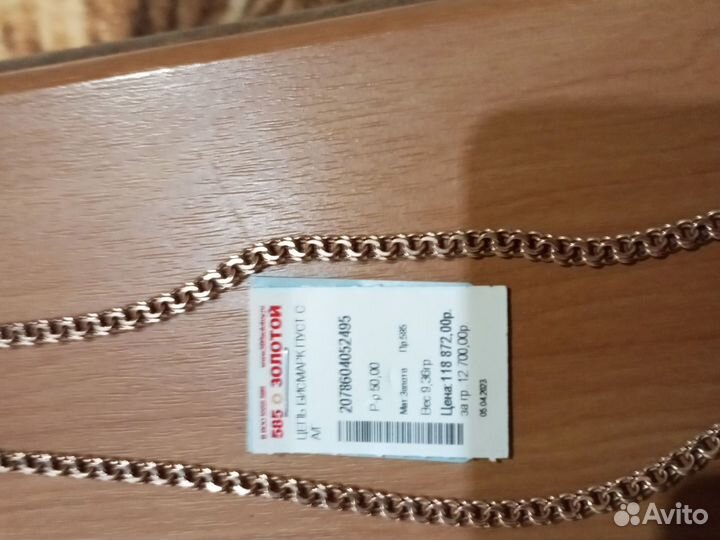 585 ЗОЛОТОЙ
ЦЕПЬ БИСМАРК ПУСТ С
А/Г
2078604052495
Р-р 50,00
Мат.Золото Пр.585
Вес 9,36гр
Цена:118 872,00р.
за гр. 12 700,00р
05.04.2023
Avito